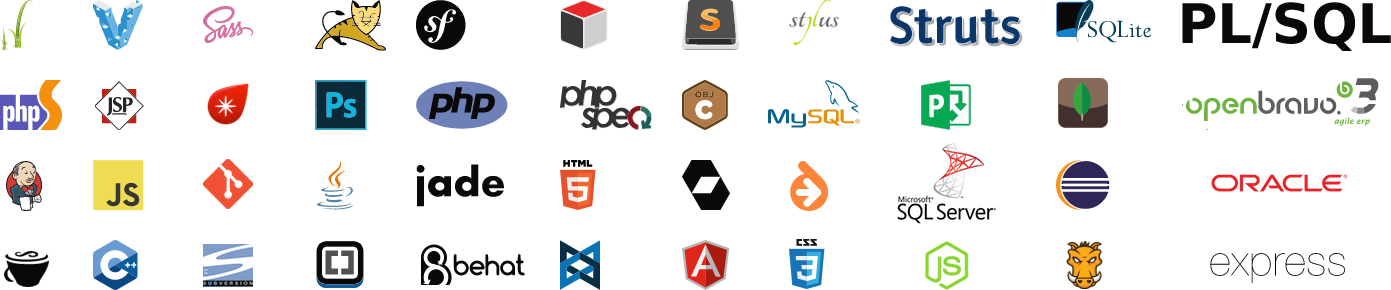 Sass
sf
S
stylus
Struts
SQLite
PL/SQL
php
S
JSP
Ps
php
php
spec
OBJ
C
MySQL®
P
openbravo.3
agile erp
JS
jade
HTML
5
Microsoft®
SQL Server®
ORACLE®
C++
SUBVERSION
behat
A
CSS
3
JS
express